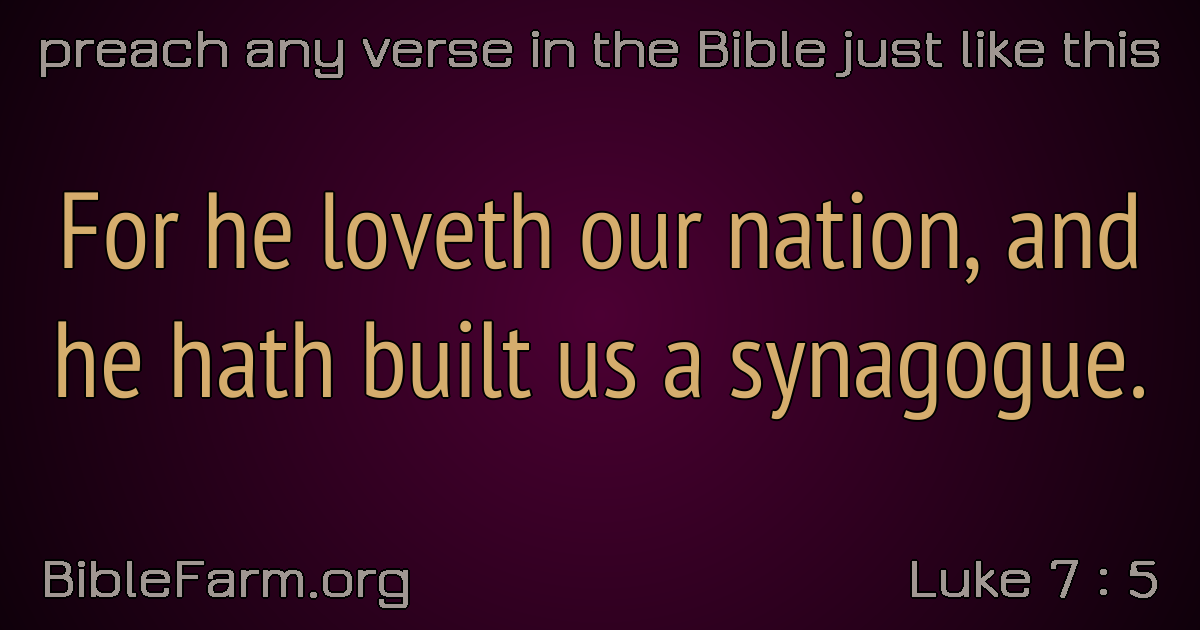 preach any verse in the Bible just like this
For he loveth our nation, and
he hath built us a synagogue.
BibleFarm.org
Luke 7 : 5